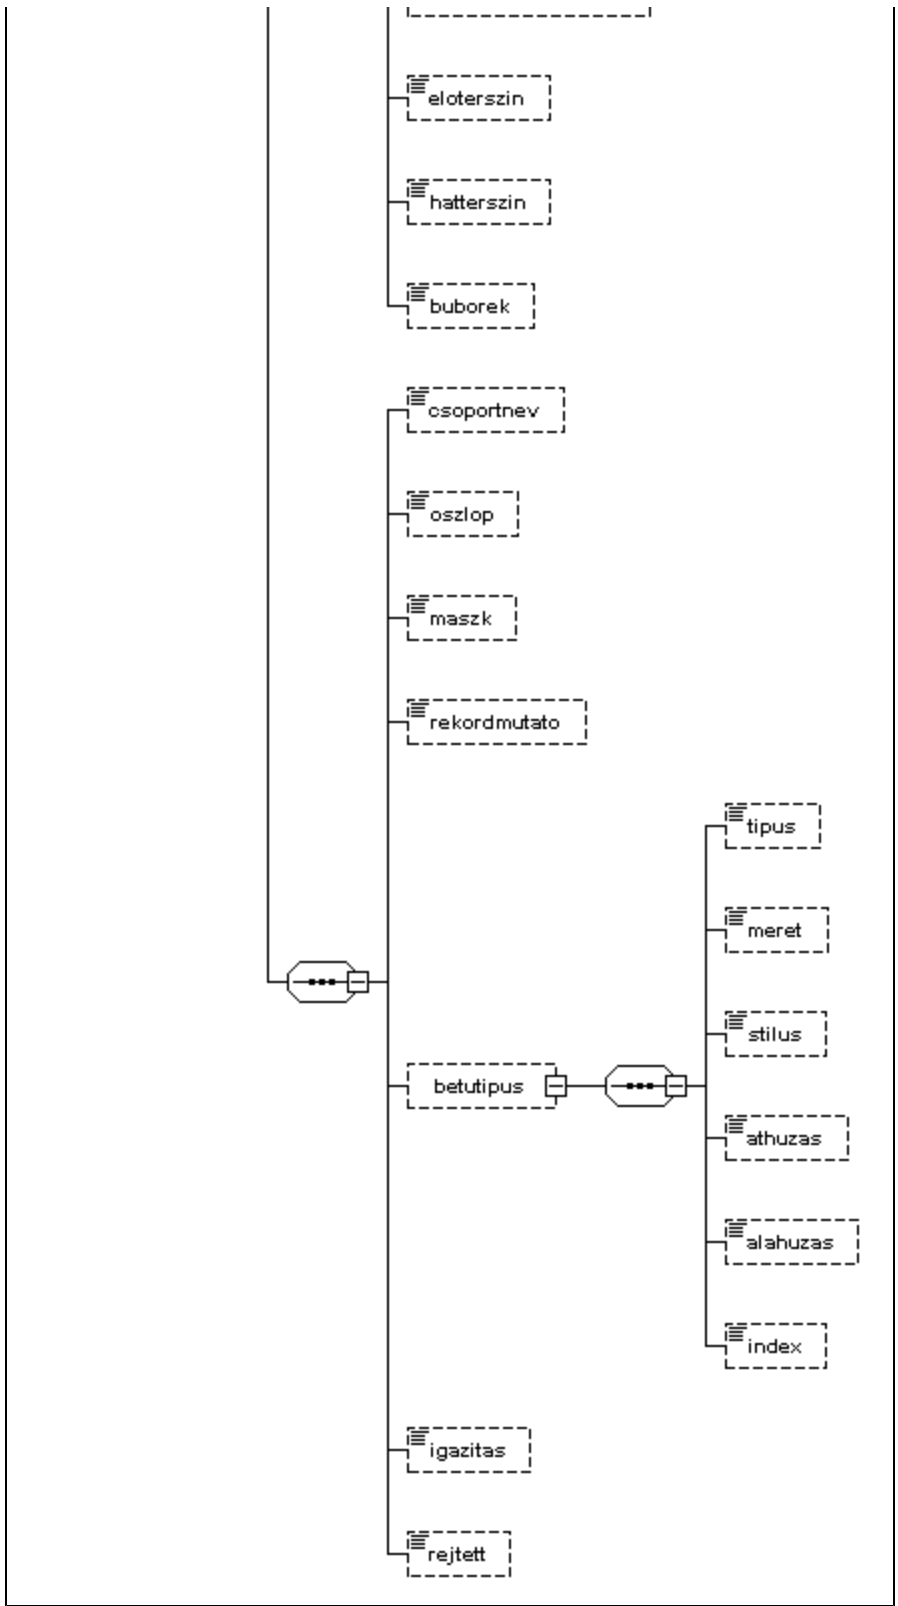 eloterszin
hatterszin
buborek
csoportnev
oszlop
maszk
rekordmutato
tipus
meret
stilus
betutipus
athuzas
alahuzas
index
igazitas
rejtett